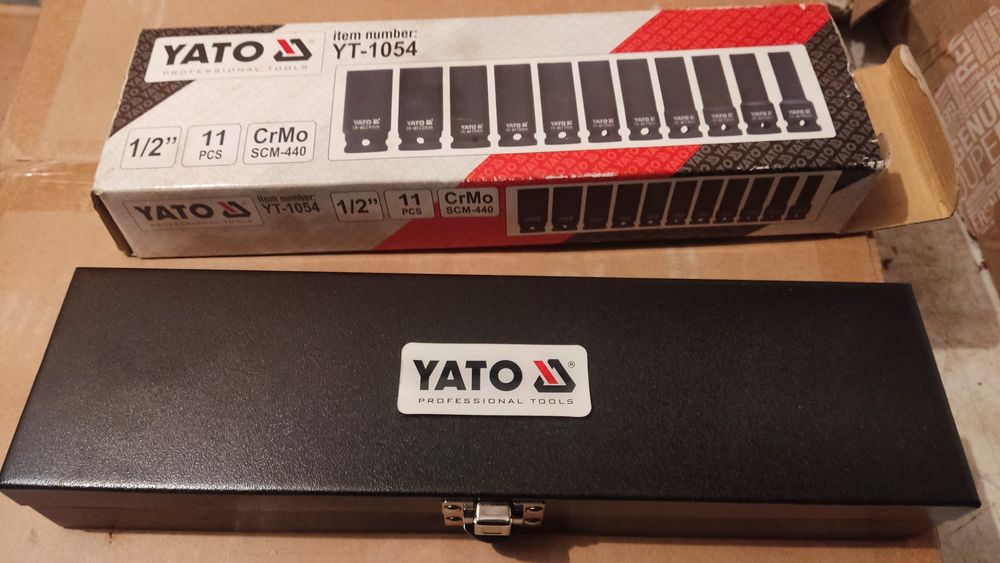 YATO
PROFESSIONAL TOOLS
item number:
YT-1054
1/2”
11
PCS
CrMo
SCM-440
YATO
PROFESSIONAL TOOLS
item number:
YT-1054
1/2”
11
PCS
CrMo
SCM-440
YATO ®
PROFESSIONAL TOOLS